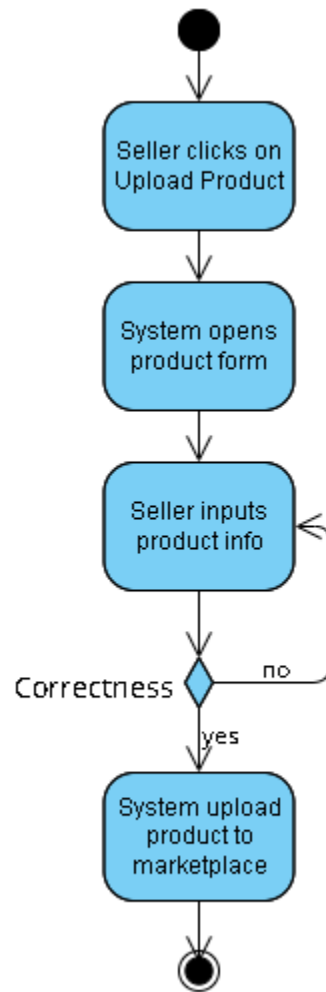 Seller clicks on
Upload Product
System opens
product form
Seller inputs
product info
Correctness
no
yes
System upload
product to
marketplace